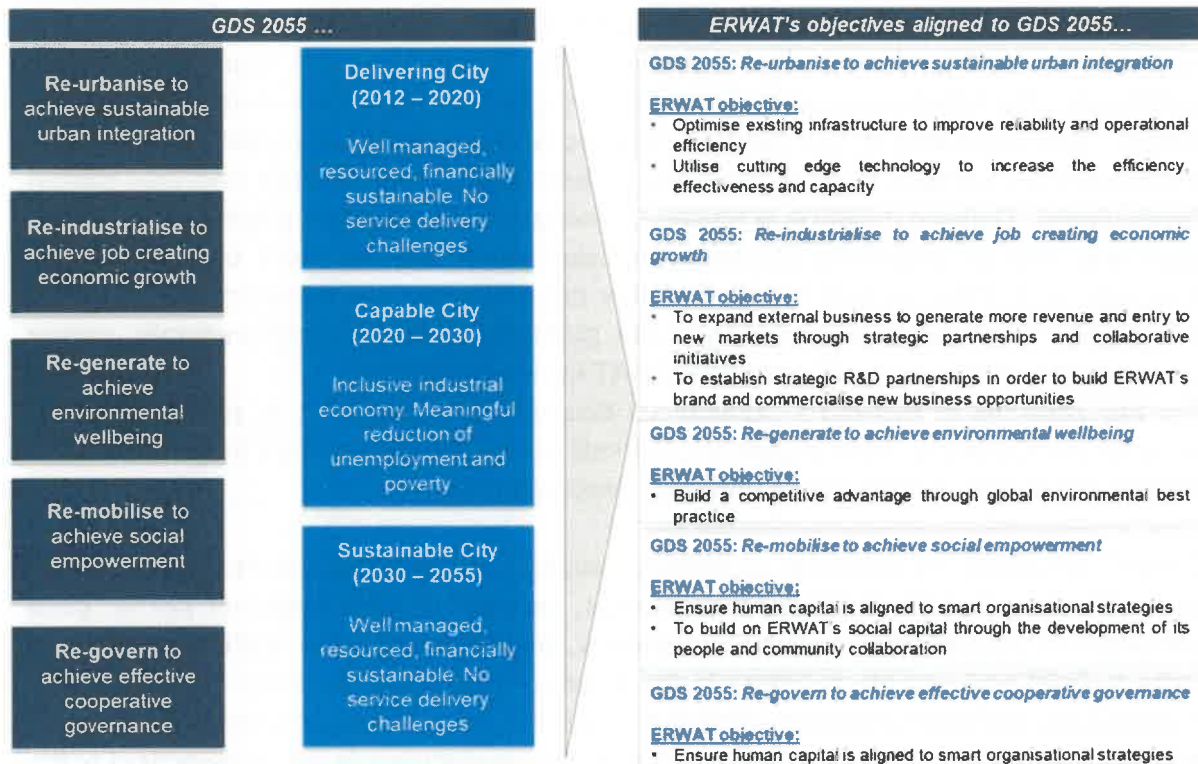 GDS 2055 ...
Re-urbanise to
achieve sustainable
urban integration
Re-industrialise to
achieve job creating
economic growth
Re-generate to
achieve
environmental
wellbeing
Re-mobilise to
achieve social
empowerment
Re-govern to
achieve effective
cooperative
governance
Delivering City
(2012 – 2020)
Well managed,
resourced, financially
sustainable. No
service delivery
challenges
Capable City
(2020 – 2030)
Inclusive industrial
economy. Meaningful
reduction of
unemployment and
poverty
Sustainable City
(2030 – 2055)
Well managed,
resourced, financially
sustainable. No
service delivery
challenges
ERWAT's objectives aligned to GDS 2055...
GDS 2055: Re-urbanise to achieve sustainable urban integration
ERWAT objective:
• Optimise existing infrastructure to improve reliability and operational
efficiency
• Utilise cutting edge technology to increase the efficiency,
effectiveness and capacity
GDS 2055: Re-industrialise to achieve job creating economic
growth
ERWAT objective:
• To expand external business to generate more revenue and entry to
new markets through strategic partnerships and collaborative
initiatives
• To establish strategic R&D partnerships in order to build ERWAT's
brand and commercialise new business opportunities
GDS 2055: Re-generate to achieve environmental wellbeing
ERWAT objective:
• Build a competitive advantage through global environmental best
practice
GDS 2055: Re-mobilise to achieve social empowerment
ERWAT objective:
• Ensure human capital is aligned to smart organisational strategies
• To build on ERWAT's social capital through the development of its
people and community collaboration
GDS 2055: Re-govern to achieve effective cooperative governance
ERWAT objective:
• Ensure human capital is aligned to smart organisational strategies